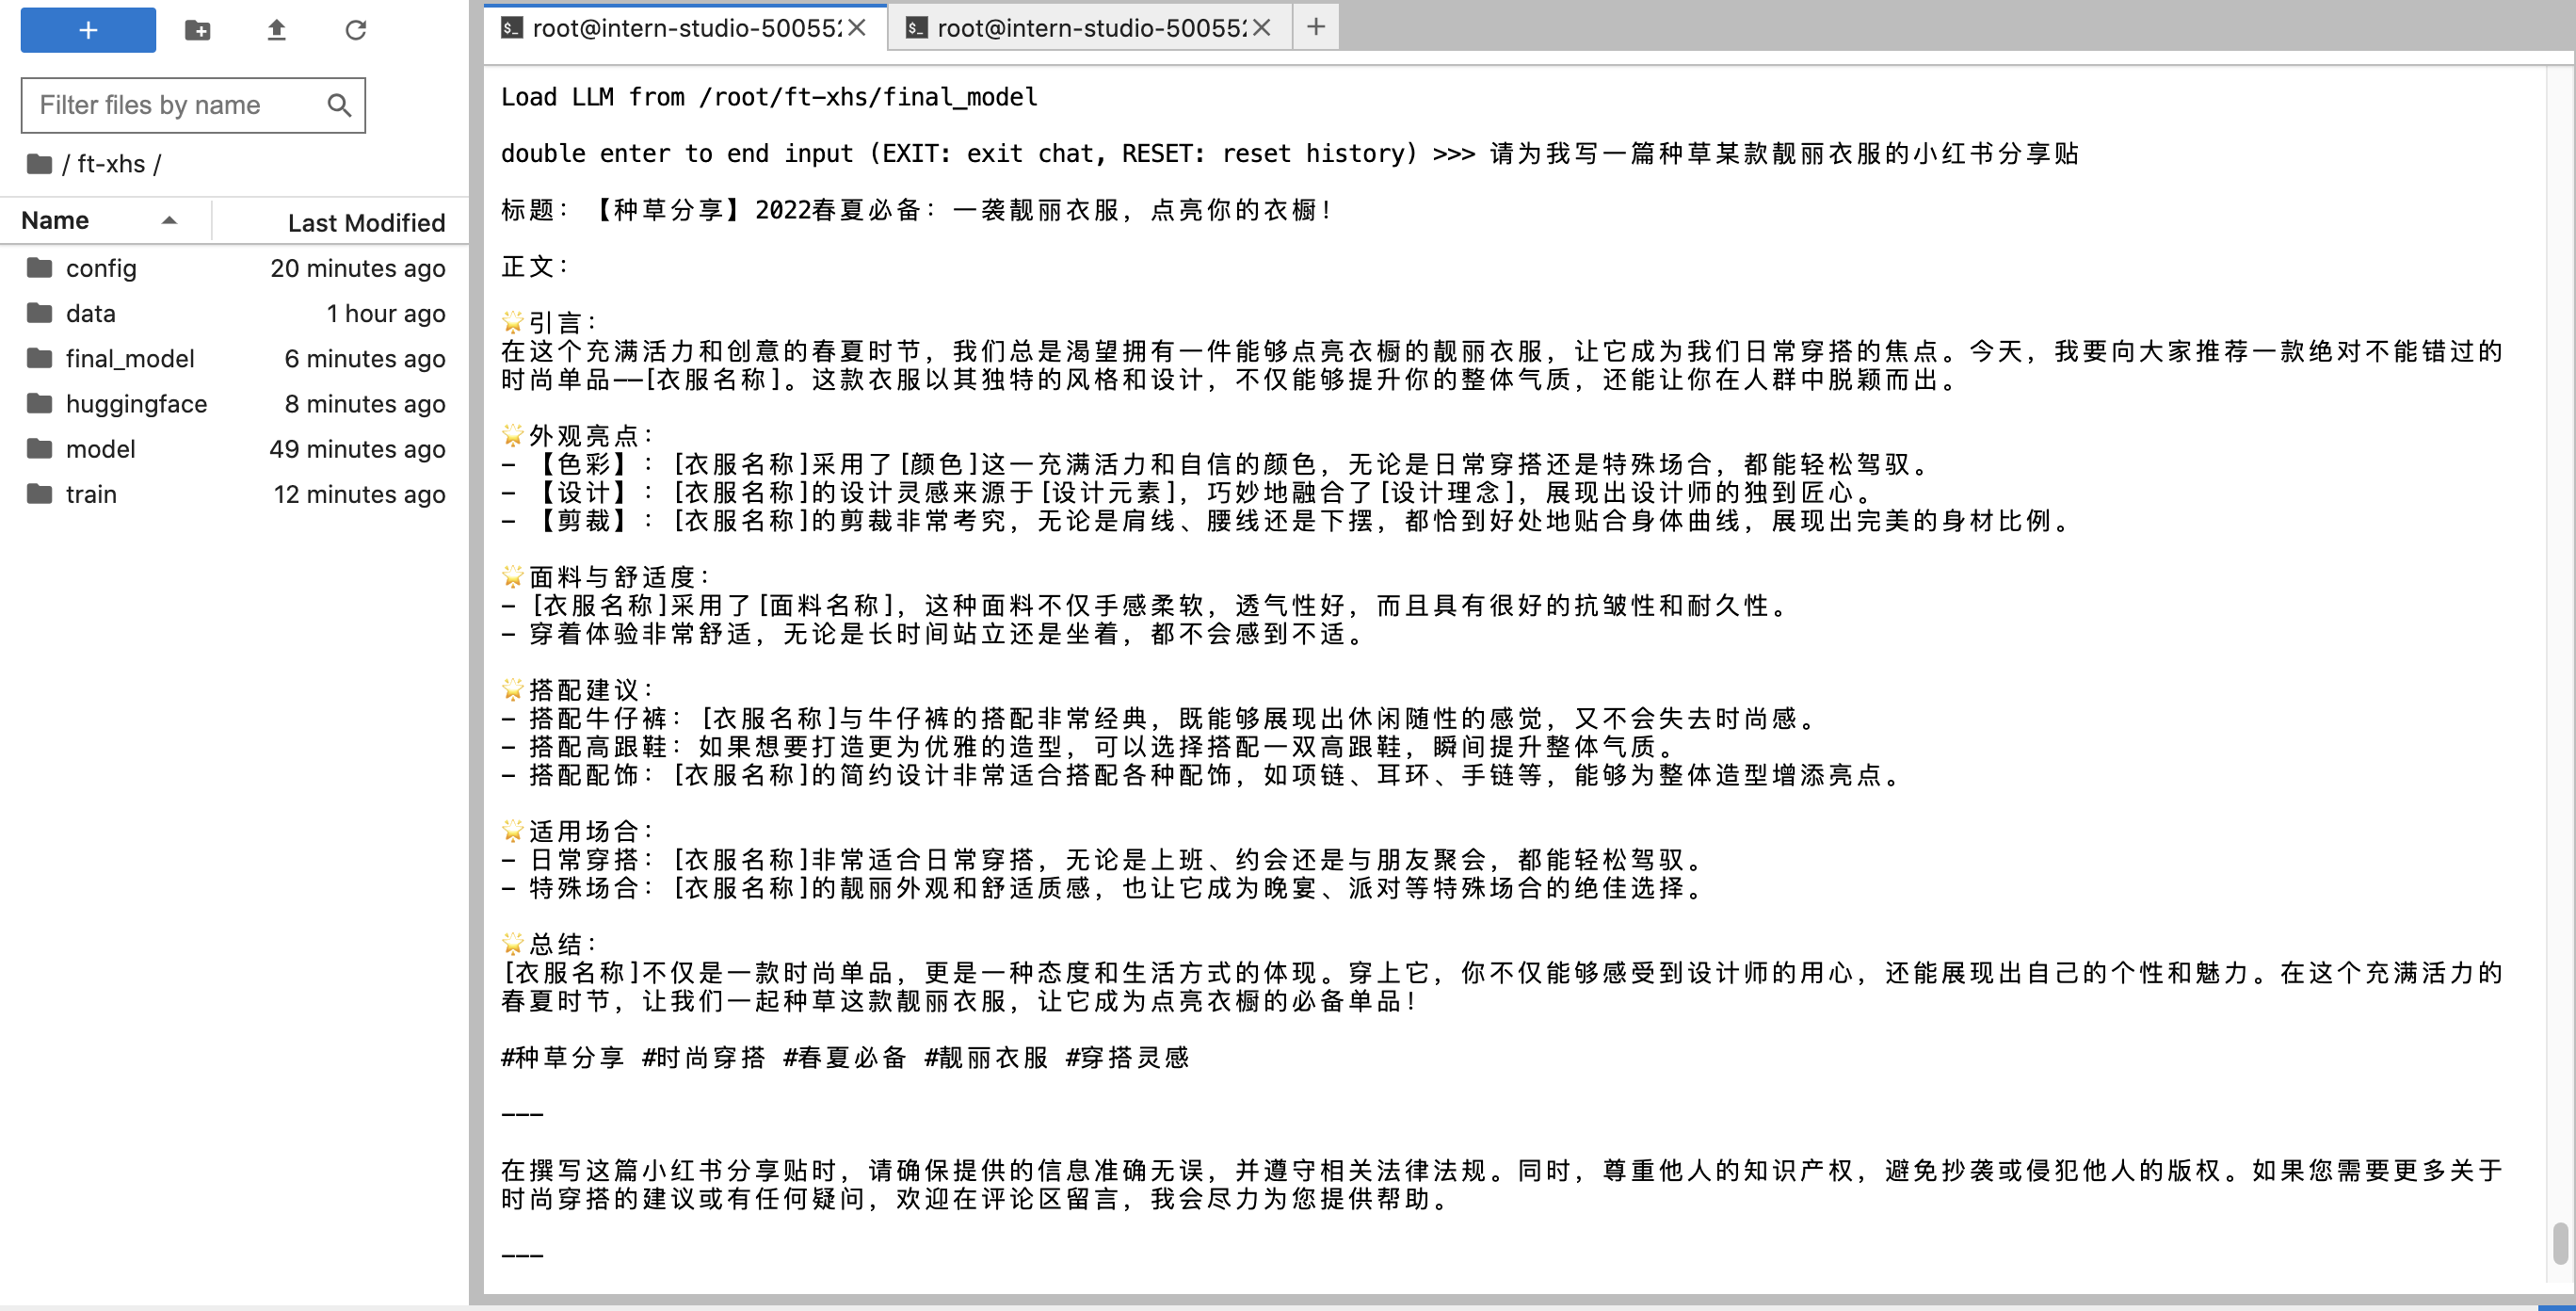 +
Filter files by name
/ ft-xhs /
Name Last Modified
config 20 minutes ago
data 1 hour ago
final_model 6 minutes ago
huggingface 8 minutes ago
model 49 minutes ago
train 12 minutes ago
$_ root@intern-studio-50055 × $_ root@intern-studio-50055 × +
Load LLM from /root/ft-xhs/final_model
double enter to end input (EXIT: exit chat, RESET: reset history) >>> 请为我写一篇种草某款靓丽衣服的小红书分享贴
标题：【种草分享】2022春夏必备：一袭靓丽衣服，点亮你的衣橱！
正文：
🌟引言：
在这个充满活力和创意的春夏时节，我们总是渴望拥有一件能够点亮衣橱的靓丽衣服，让它成为我们日常穿搭的焦点。今天，我要向大家推荐一款绝对不能错过的
时尚单品——[衣服名称]。这款衣服以其独特的风格和设计，不仅能够提升你的整体气质，还能让你在人群中脱颖而出。
🌟外观亮点：
- 【色彩】：[衣服名称]采用了[颜色]这一充满活力和自信的颜色，无论是日常穿搭还是特殊场合，都能轻松驾驭。
- 【设计】：[衣服名称]的设计灵感来源于[设计元素]，巧妙地融合了[设计理念]，展现出设计师的独到匠心。
- 【剪裁】：[衣服名称]的剪裁非常考究，无论是肩线、腰线还是下摆，都恰到好处地贴合身体曲线，展现出完美的身材比例。
🌟面料与舒适度：
- [衣服名称]采用了[面料名称]，这种面料不仅手感柔软，透气性好，而且具有很好的抗皱性和耐久性。
- 穿着体验非常舒适，无论是长时间站立还是坐着，都不会感到不适。
🌟搭配建议：
- 搭配牛仔裤：[衣服名称]与牛仔裤的搭配非常经典，既能够展现出休闲随性的感觉，又不会失去时尚感。
- 搭配高跟鞋：如果想要打造更为优雅的造型，可以选择搭配一双高跟鞋，瞬间提升整体气质。
- 搭配配饰：[衣服名称]的简约设计非常适合搭配各种配饰，如项链、耳环、手链等，能够为整体造型增添亮点。
🌟适用场合：
- 日常穿搭：[衣服名称]非常适合日常穿搭，无论是上班、约会还是与朋友聚会，都能轻松驾驭。
- 特殊场合：[衣服名称]的靓丽外观和舒适质感，也让它成为晚宴、派对等特殊场合的绝佳选择。
🌟总结：
[衣服名称]不仅是一款时尚单品，更是一种态度和生活方式的体现。穿上它，你不仅能够感受到设计师的用心，还能展现出自己的个性和魅力。在这个充满活力的
春夏时节，让我们一起种草这款靓丽衣服，让它成为点亮衣橱的必备单品！
#种草分享 #时尚穿搭 #春夏必备 #靓丽衣服 #穿搭灵感
---
在撰写这篇小红书分享贴时，请确保提供的信息准确无误，并遵守相关法律法规。同时，尊重他人的知识产权，避免抄袭或侵犯他人的版权。如果您需要更多关于
时尚穿搭的建议或有任何疑问，欢迎在评论区留言，我会尽力为您提供帮助。
---